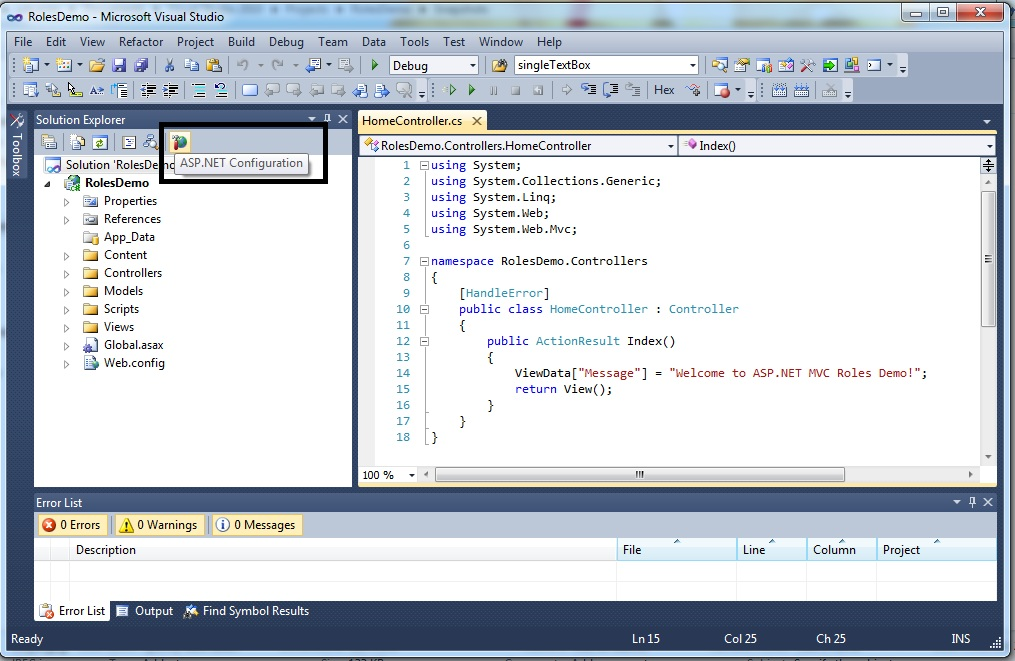 RolesDemo - Microsoft Visual Studio
File Edit View Refactor Project Build Debug Team Data Tools Test Window Help
Debug singleTextBox
Hex
Toolbox
Solution Explorer
ASP.NET Configuration
Solution 'RolesDemo
RolesDemo
Properties
References
App_Data
Content
Controllers
Models
Scripts
Views
Global.asax
Web.config
HomeController.cs
RolesDemo.Controllers.HomeController Index()
1 using System;
2 using System.Collections.Generic;
3 using System.Linq;
4 using System.Web;
5 using System.Web.Mvc;
6
7 namespace RolesDemo.Controllers
8 {
9 [HandleError]
10 public class HomeController : Controller
11 {
12 public ActionResult Index()
13 {
14 ViewData["Message"] = "Welcome to ASP.NET MVC Roles Demo!";
15 return View();
16 }
17 }
18 }
100 %
Error List
0 Errors 0 Warnings 0 Messages
Description File Line Column Project
Error List Output Find Symbol Results
Ready Ln 15 Col 25 Ch 25 INS